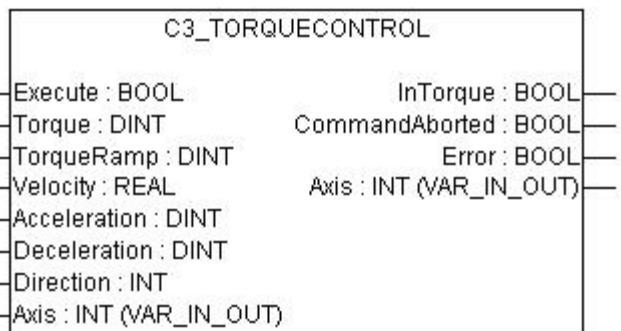 C3_TORQUECONTROL
Execute : BOOL InTorque : BOOL
Torque : DINT CommandAborted : BOOL
TorqueRamp : DINT Error : BOOL
Velocity : REAL Axis : INT (VAR_IN_OUT)
Acceleration : DINT
Deceleration : DINT
Direction : INT
Axis : INT (VAR_IN_OUT)